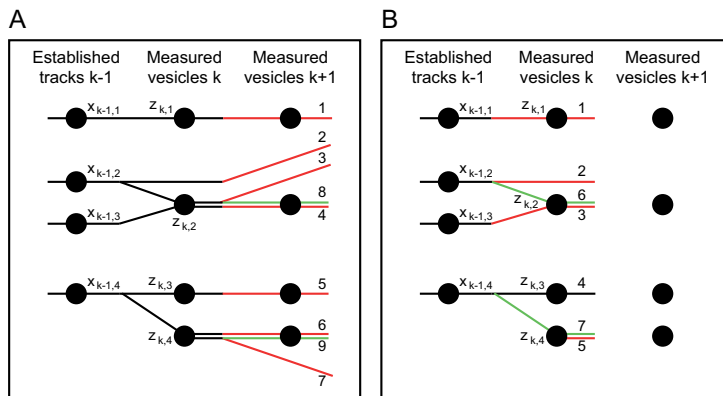 A
Established tracks k-1
Measured vesicles k
Measured vesicles k+1
x k-1,1
z k,1
1
2
3
x k-1,2
8
4
x k-1,3
z k,2
x k-1,4
z k,3
5
6
z k,4
9
7
B
Established tracks k-1
Measured vesicles k
Measured vesicles k+1
x k-1,1
z k,1
1
x k-1,2
2
z k,2
6
3
x k-1,3
x k-1,4
z k,3
4
7
z k,4
5